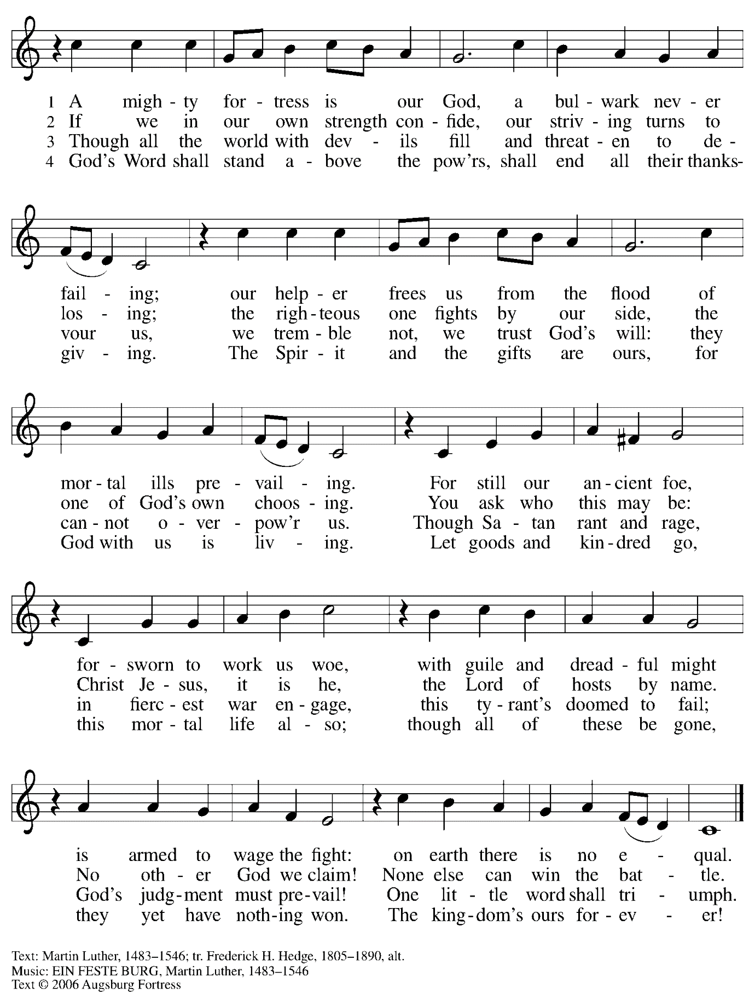 1 A migh - ty for - tress is our God, a bul - wark nev - er
2 If we in our own strength con - fide, our striv - ing turns to
3 Though all the world with dev - ils fill and threat - en to de -
4 God's Word shall stand a - bove the pow'rs, shall end all their thanks-
fail - ing; our help - er frees us from the flood of
los - ing; the righ - teous one fights by our side, the
vour us, we trem - ble not, we trust God's will: they
giv - ing. The Spir - it and the gifts are ours, for
mor - tal ills pre - vail - ing. For still our an - cient foe,
one of God's own choos - ing. You ask who this may be:
can - not o - ver - pow'r us. Though Sa - tan rant and rage,
God with us is liv - ing. Let goods and kin - dred go,
for - sworn to work us woe, with guile and dread - ful might
Christ Je - sus, it is he, the Lord of hosts by name.
in fierc - est war en - gage, this ty - rant's doomed to fail;
this mor - tal life al - so; though all of these be gone,
is armed to wage the fight: on earth there is no e - qual.
No oth - er God we claim! None else can win the bat - tle.
God's judg - ment must pre - vail! One lit - tle word shall tri - umph.
they yet have noth - ing won. The king - dom's ours for - ev - er!
Text: Martin Luther, 1483–1546; tr. Frederick H. Hedge, 1805–1890, alt.
Music: EIN FESTE BURG, Martin Luther, 1483–1546
Text © 2006 Augsburg Fortress